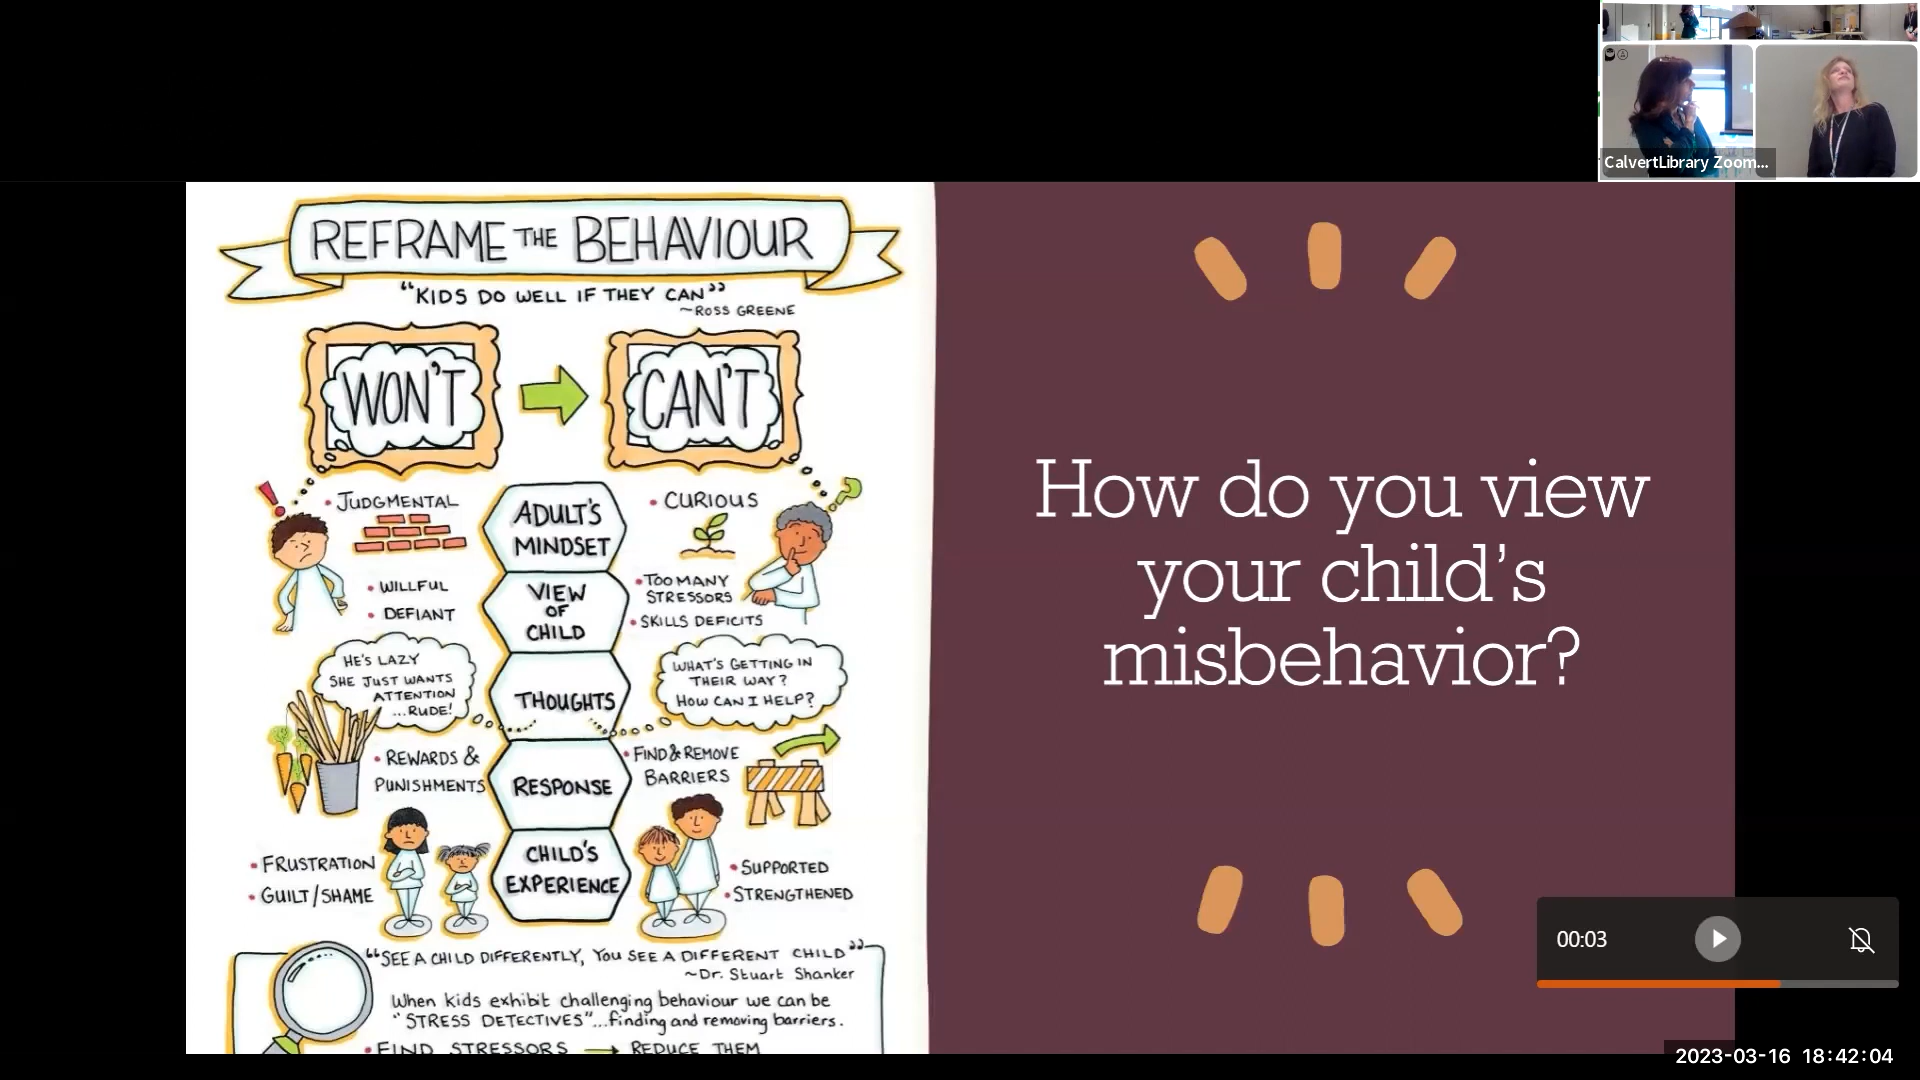 CalvertLibrary Zoom...
REFRAME THE BEHAVIOUR
“KIDS DO WELL IF THEY CAN”
~ROSS GREENE
WON'T
CAN'T
• JUDGMENTAL
ADULT'S
MINDSET
• CURIOUS
• WILLFUL
• DEFIANT
VIEW
OF
CHILD
• TOO MANY
STRESSORS
• SKILLS DEFICITS
HE'S LAZY
SHE JUST WANTS
ATTENTION
...RUDE!
THOUGHTS
WHAT'S GETTING IN
THEIR WAY?
HOW CAN I HELP?
• REWARDS &
PUNISHMENTS
RESPONSE
• FIND & REMOVE
BARRIERS
• FRUSTRATION
• GUILT/SHAME
CHILD'S
EXPERIENCE
• SUPPORTED
• STRENGTHENED
“SEE A CHILD DIFFERENTLY, YOU SEE A DIFFERENT CHILD”
~Dr. Stuart Shanker
When kids exhibit challenging behaviour we can be
“STRESS DETECTIVES”...finding and removing barriers.
• FIND STRESSORS → REDUCE THEM
How do you view
your child’s
misbehavior?
00:03
2023-03-16 18:42:04